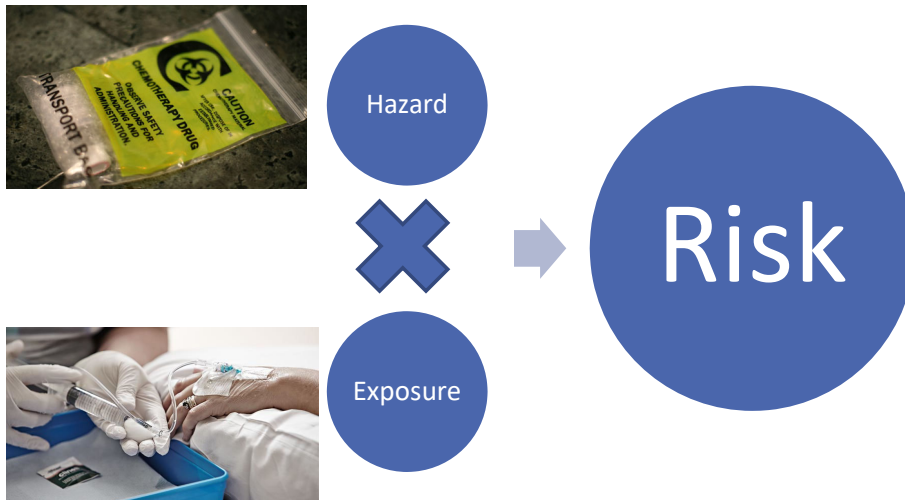 CAUTION
CHEMOTHERAPY DRUG
OBSERVE SAFETY
PRECAUTIONS FOR
HANDLING AND
ADMINISTRATION.
TRANSPORT BA
Hazard
Exposure
Risk